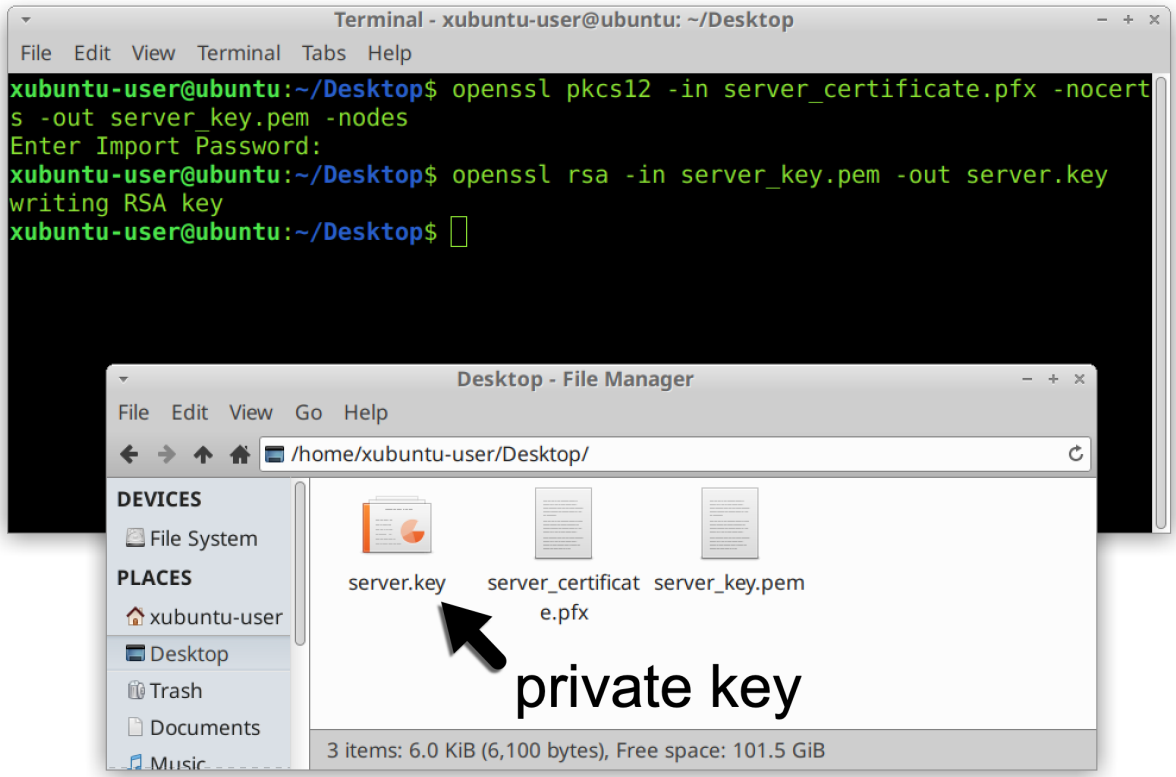 Terminal - xubuntu-user@ubuntu: ~/Desktop
File Edit View Terminal Tabs Help
xubuntu-user@ubuntu:~/Desktop$ openssl pkcs12 -in server_certificate.pfx -nocert
s -out server_key.pem -nodes
Enter Import Password:
xubuntu-user@ubuntu:~/Desktop$ openssl rsa -in server_key.pem -out server.key
writing RSA key
xubuntu-user@ubuntu:~/Desktop$
Desktop - File Manager
File Edit View Go Help
/home/xubuntu-user/Desktop/
DEVICES
File System
PLACES
xubuntu-user
Desktop
Trash
Documents
Music
server.key
server_certificat
e.pfx
server_key.pem
private key
3 items: 6.0 KiB (6,100 bytes), Free space: 101.5 GiB